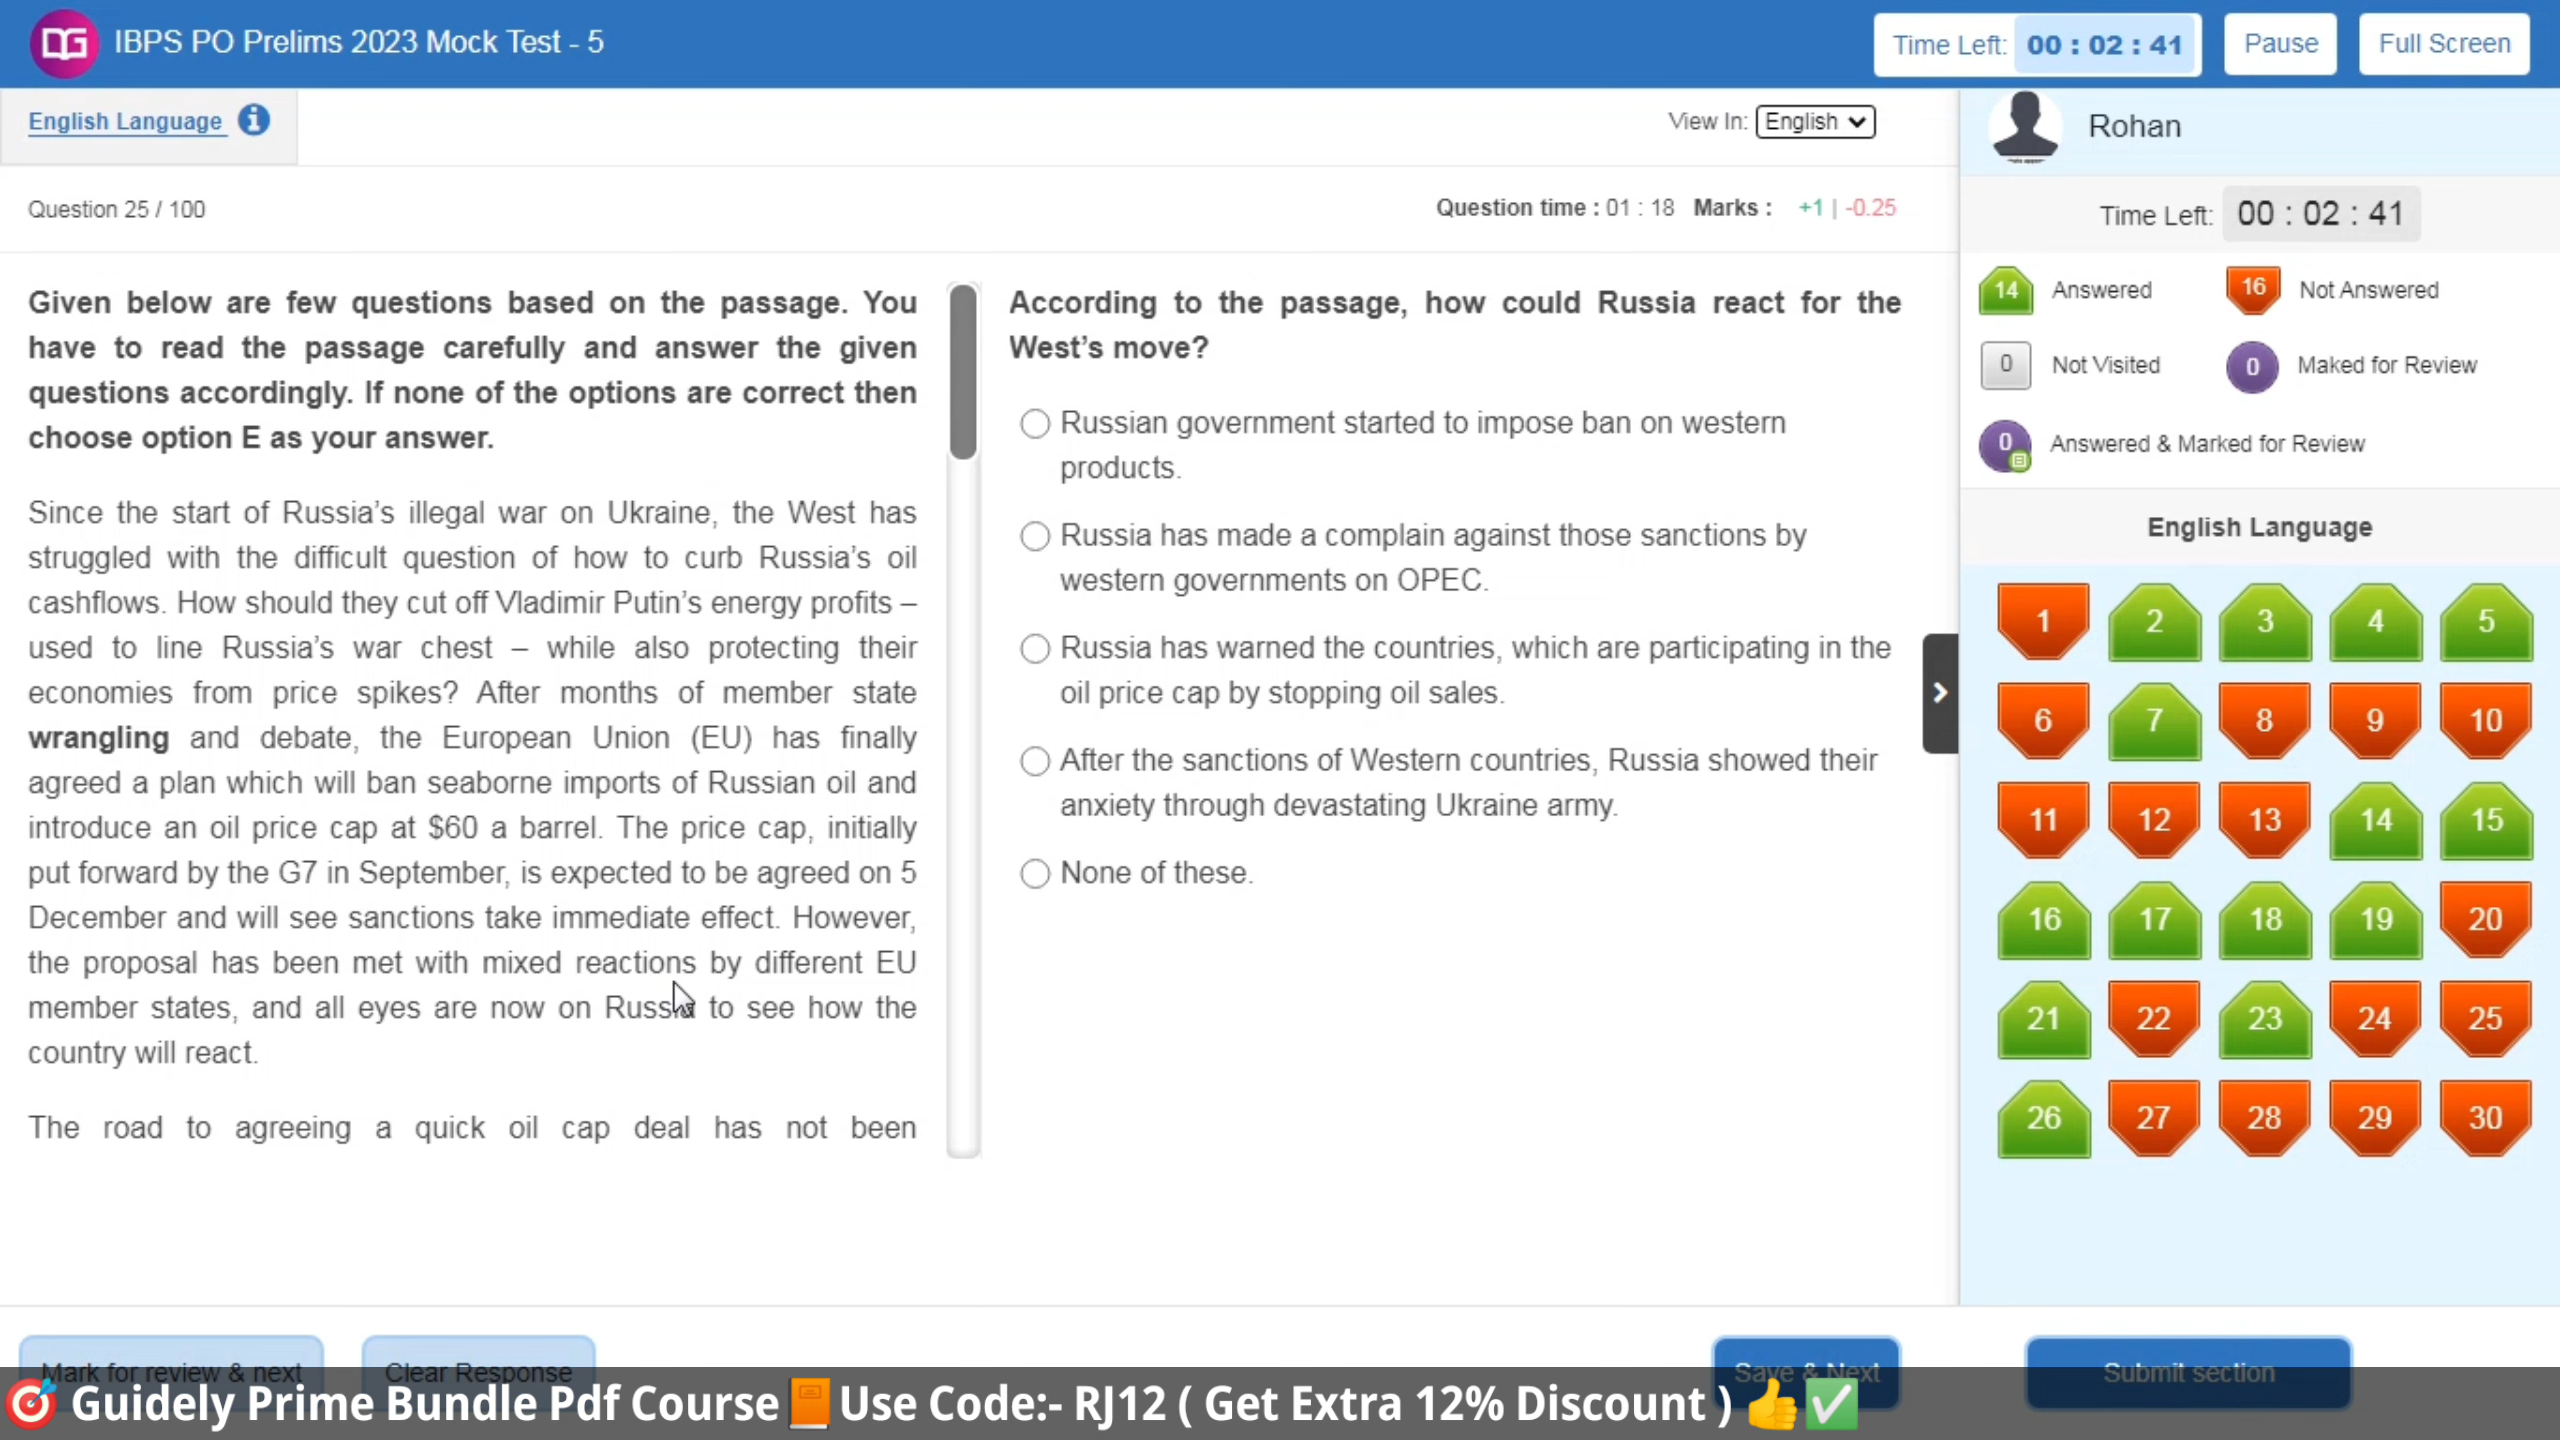 IBPS PO Prelims 2023 Mock Test - 5
Time Left: 00 : 02 : 41
Pause
Full Screen
English Language
View In: English
Rohan
Question 25 / 100
Question time : 01 : 18 Marks : +1 | -0.25
Time Left: 00 : 02 : 41
14 Answered
16 Not Answered
0 Not Visited
0 Maked for Review
0 Answered & Marked for Review
Given below are few questions based on the passage. You
have to read the passage carefully and answer the given
questions accordingly. If none of the options are correct then
choose option E as your answer.
Since the start of Russia’s illegal war on Ukraine, the West has
struggled with the difficult question of how to curb Russia’s oil
cashflows. How should they cut off Vladimir Putin’s energy profits –
used to line Russia’s war chest – while also protecting their
economies from price spikes? After months of member state
wrangling and debate, the European Union (EU) has finally
agreed a plan which will ban seaborne imports of Russian oil and
introduce an oil price cap at $60 a barrel. The price cap, initially
put forward by the G7 in September, is expected to be agreed on 5
December and will see sanctions take immediate effect. However,
the proposal has been met with mixed reactions by different EU
member states, and all eyes are now on Russia to see how the
country will react.
The road to agreeing a quick oil cap deal has not been
According to the passage, how could Russia react for the
West’s move?
Russian government started to impose ban on western
products.
Russia has made a complain against those sanctions by
western governments on OPEC.
Russia has warned the countries, which are participating in the
oil price cap by stopping oil sales.
After the sanctions of Western countries, Russia showed their
anxiety through devastating Ukraine army.
None of these.
English Language
1 2 3 4 5
6 7 8 9 10
11 12 13 14 15
16 17 18 19 20
21 22 23 24 25
26 27 28 29 30
Mark for review & next
Clear Response
Save & Next
Submit section
Guidely Prime Bundle Pdf Course Use Code:- RJ12 ( Get Extra 12% Discount )